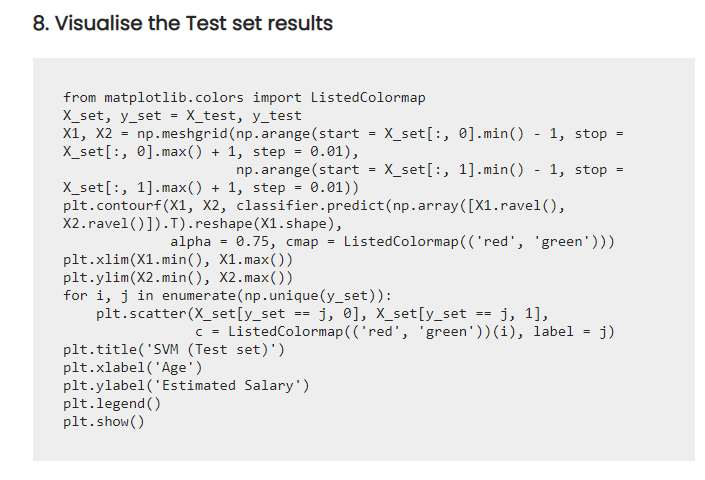 8. Visualise the Test set results
from matplotlib.colors import ListedColormap
X_set, y_set = X_test, y_test
X1, X2 = np.meshgrid(np.arange(start = X_set[:, 0].min() - 1, stop =
X_set[:, 0].max() + 1, step = 0.01),
                     np.arange(start = X_set[:, 1].min() - 1, stop =
X_set[:, 1].max() + 1, step = 0.01))
plt.contourf(X1, X2, classifier.predict(np.array([X1.ravel(),
X2.ravel()]).T).reshape(X1.shape),
             alpha = 0.75, cmap = ListedColormap(('red', 'green')))
plt.xlim(X1.min(), X1.max())
plt.ylim(X2.min(), X2.max())
for i, j in enumerate(np.unique(y_set)):
    plt.scatter(X_set[y_set == j, 0], X_set[y_set == j, 1],
                c = ListedColormap(('red', 'green'))(i), label = j)
plt.title('SVM (Test set)')
plt.xlabel('Age')
plt.ylabel('Estimated Salary')
plt.legend()
plt.show()